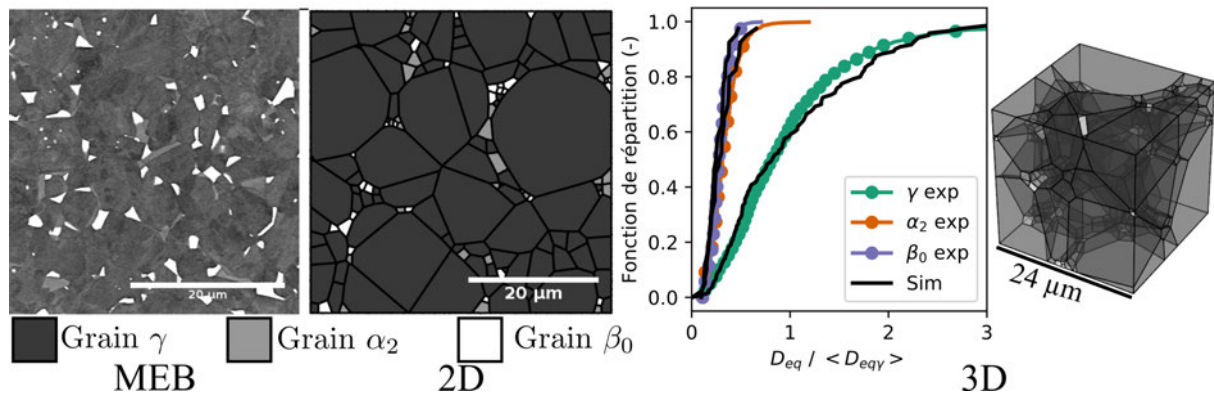 20 µm
20 µm
Grain γ
Grain α₂
Grain β₀
MEB
2D
Fonction de répartition (-)
1.0
0.8
0.6
0.4
0.2
0.0
0
1
2
3
D_eq / < D_eqγ >
γ exp
α₂ exp
β₀ exp
Sim
24 µm
3D